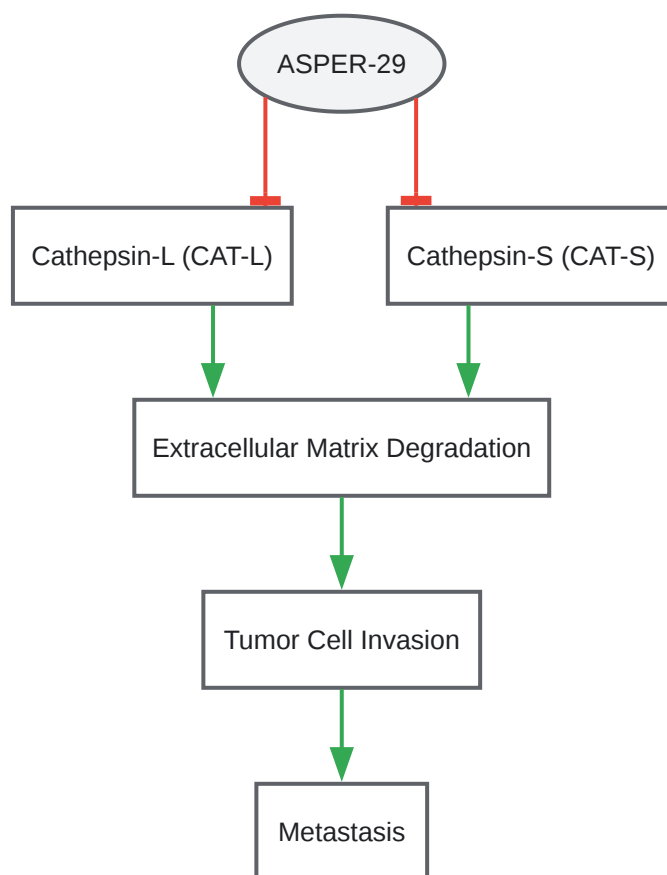 ASPER-29
Cathepsin-L (CAT-L)
Cathepsin-S (CAT-S)
Extracellular Matrix Degradation
Tumor Cell Invasion
Metastasis